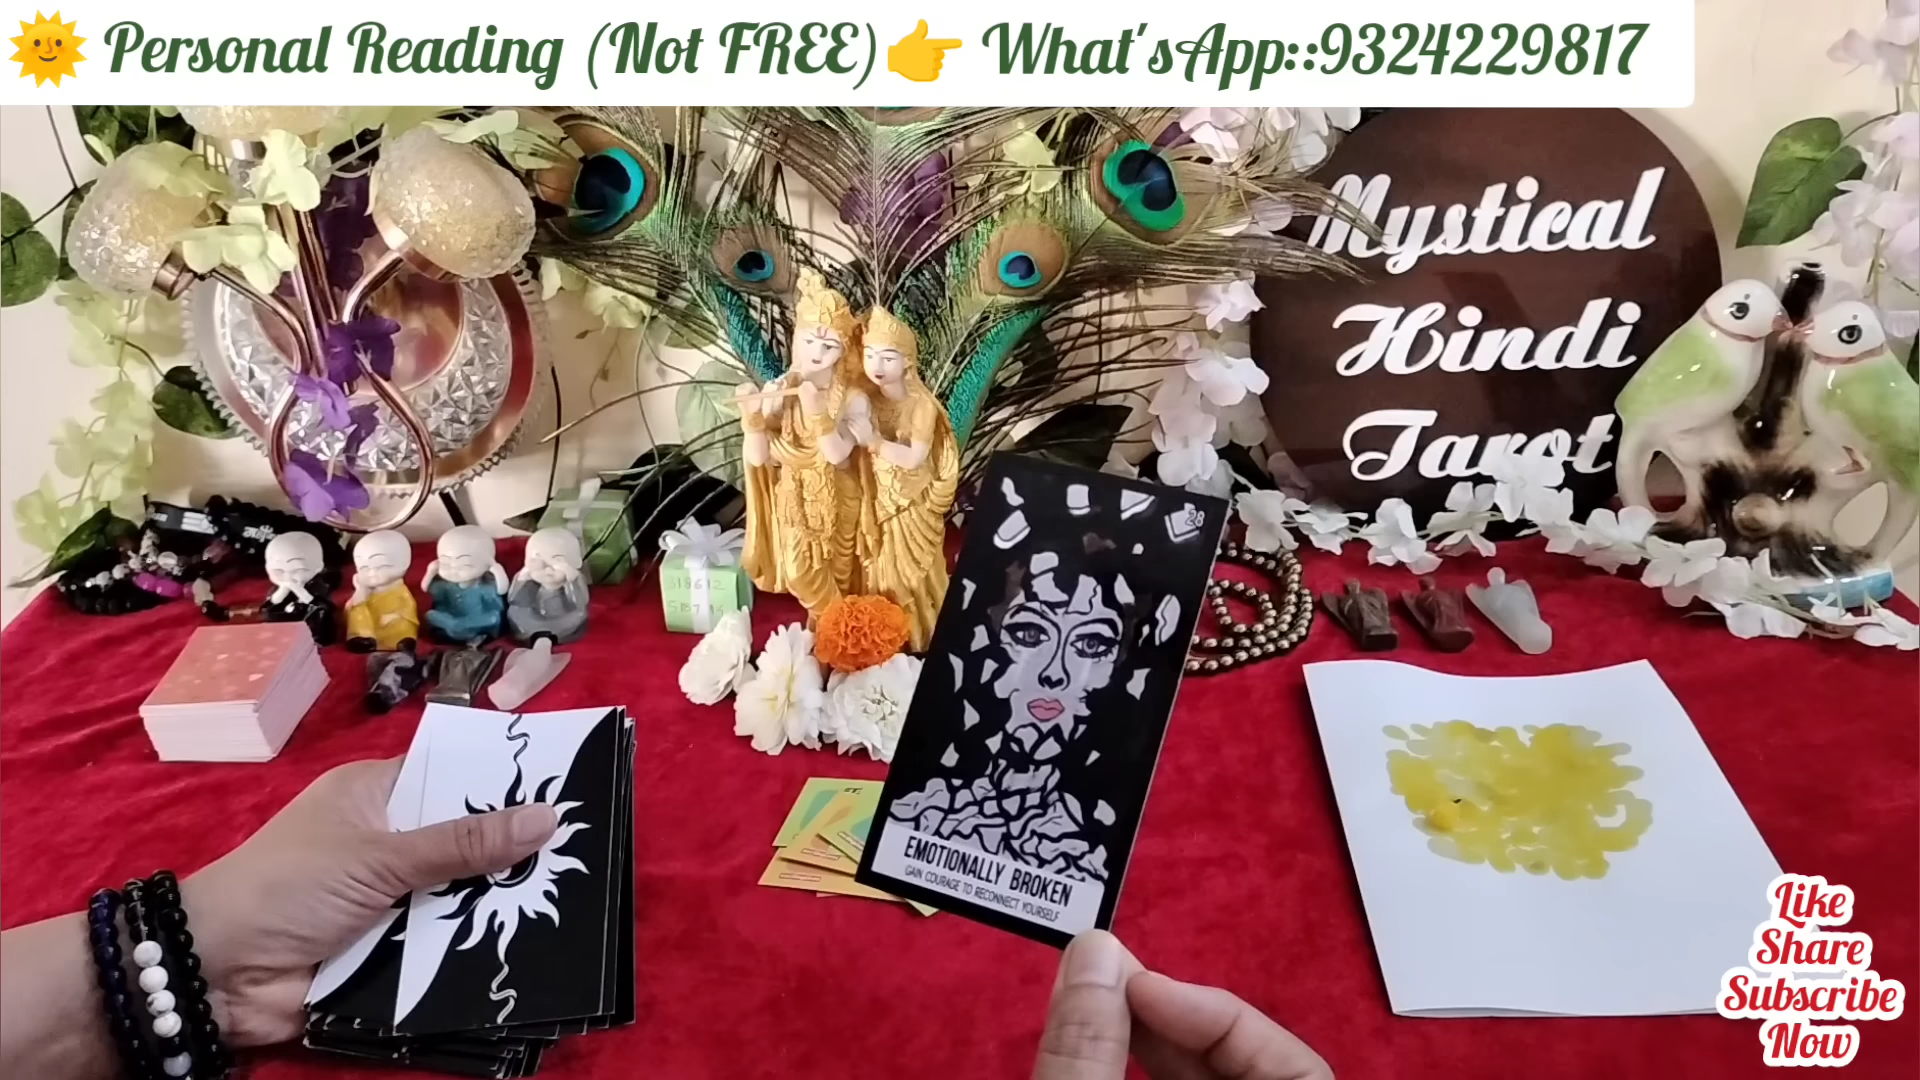 🌞 Personal Reading (Not FREE)👉 What'sApp::9324229817
Mystical
Hindi
Tarot
28
EMOTIONALLY BROKEN
GAIN COURAGE TO RECONNECT YOURSELF
Like
Share
Subscribe
Now